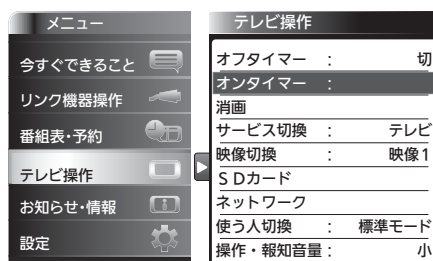 メニュー
今すぐできること
リンク機器操作
番組表･予約
テレビ操作
お知らせ･情報
設定
テレビ操作
オフタイマー : 切
オンタイマー :
消画
サービス切換 : テレビ
映像切換 : 映像1
ＳＤカード
ネットワーク
使う人切換 : 標準モード
操作・報知音量 : 小